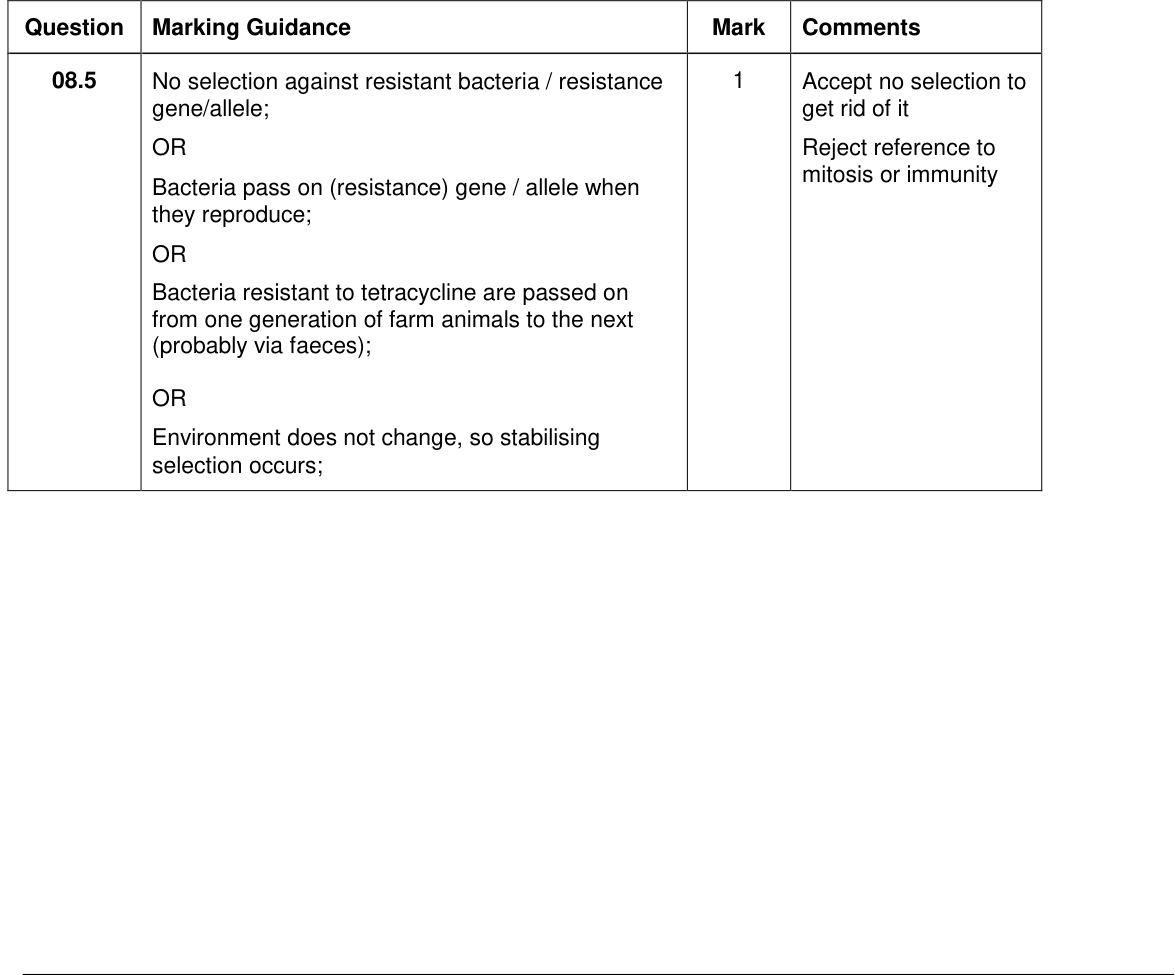 Question Marking Guidance Mark Comments
08.5 No selection against resistant bacteria / resistance 1 Accept no selection to
gene/allele; get rid of it
OR Reject reference to
mitosis or immunity
Bacteria pass on (resistance) gene / allele when
they reproduce;
OR
Bacteria resistant to tetracycline are passed on
from one generation of farm animals to the next
(probably via faeces);
OR
Environment does not change, so stabilising
selection occurs;